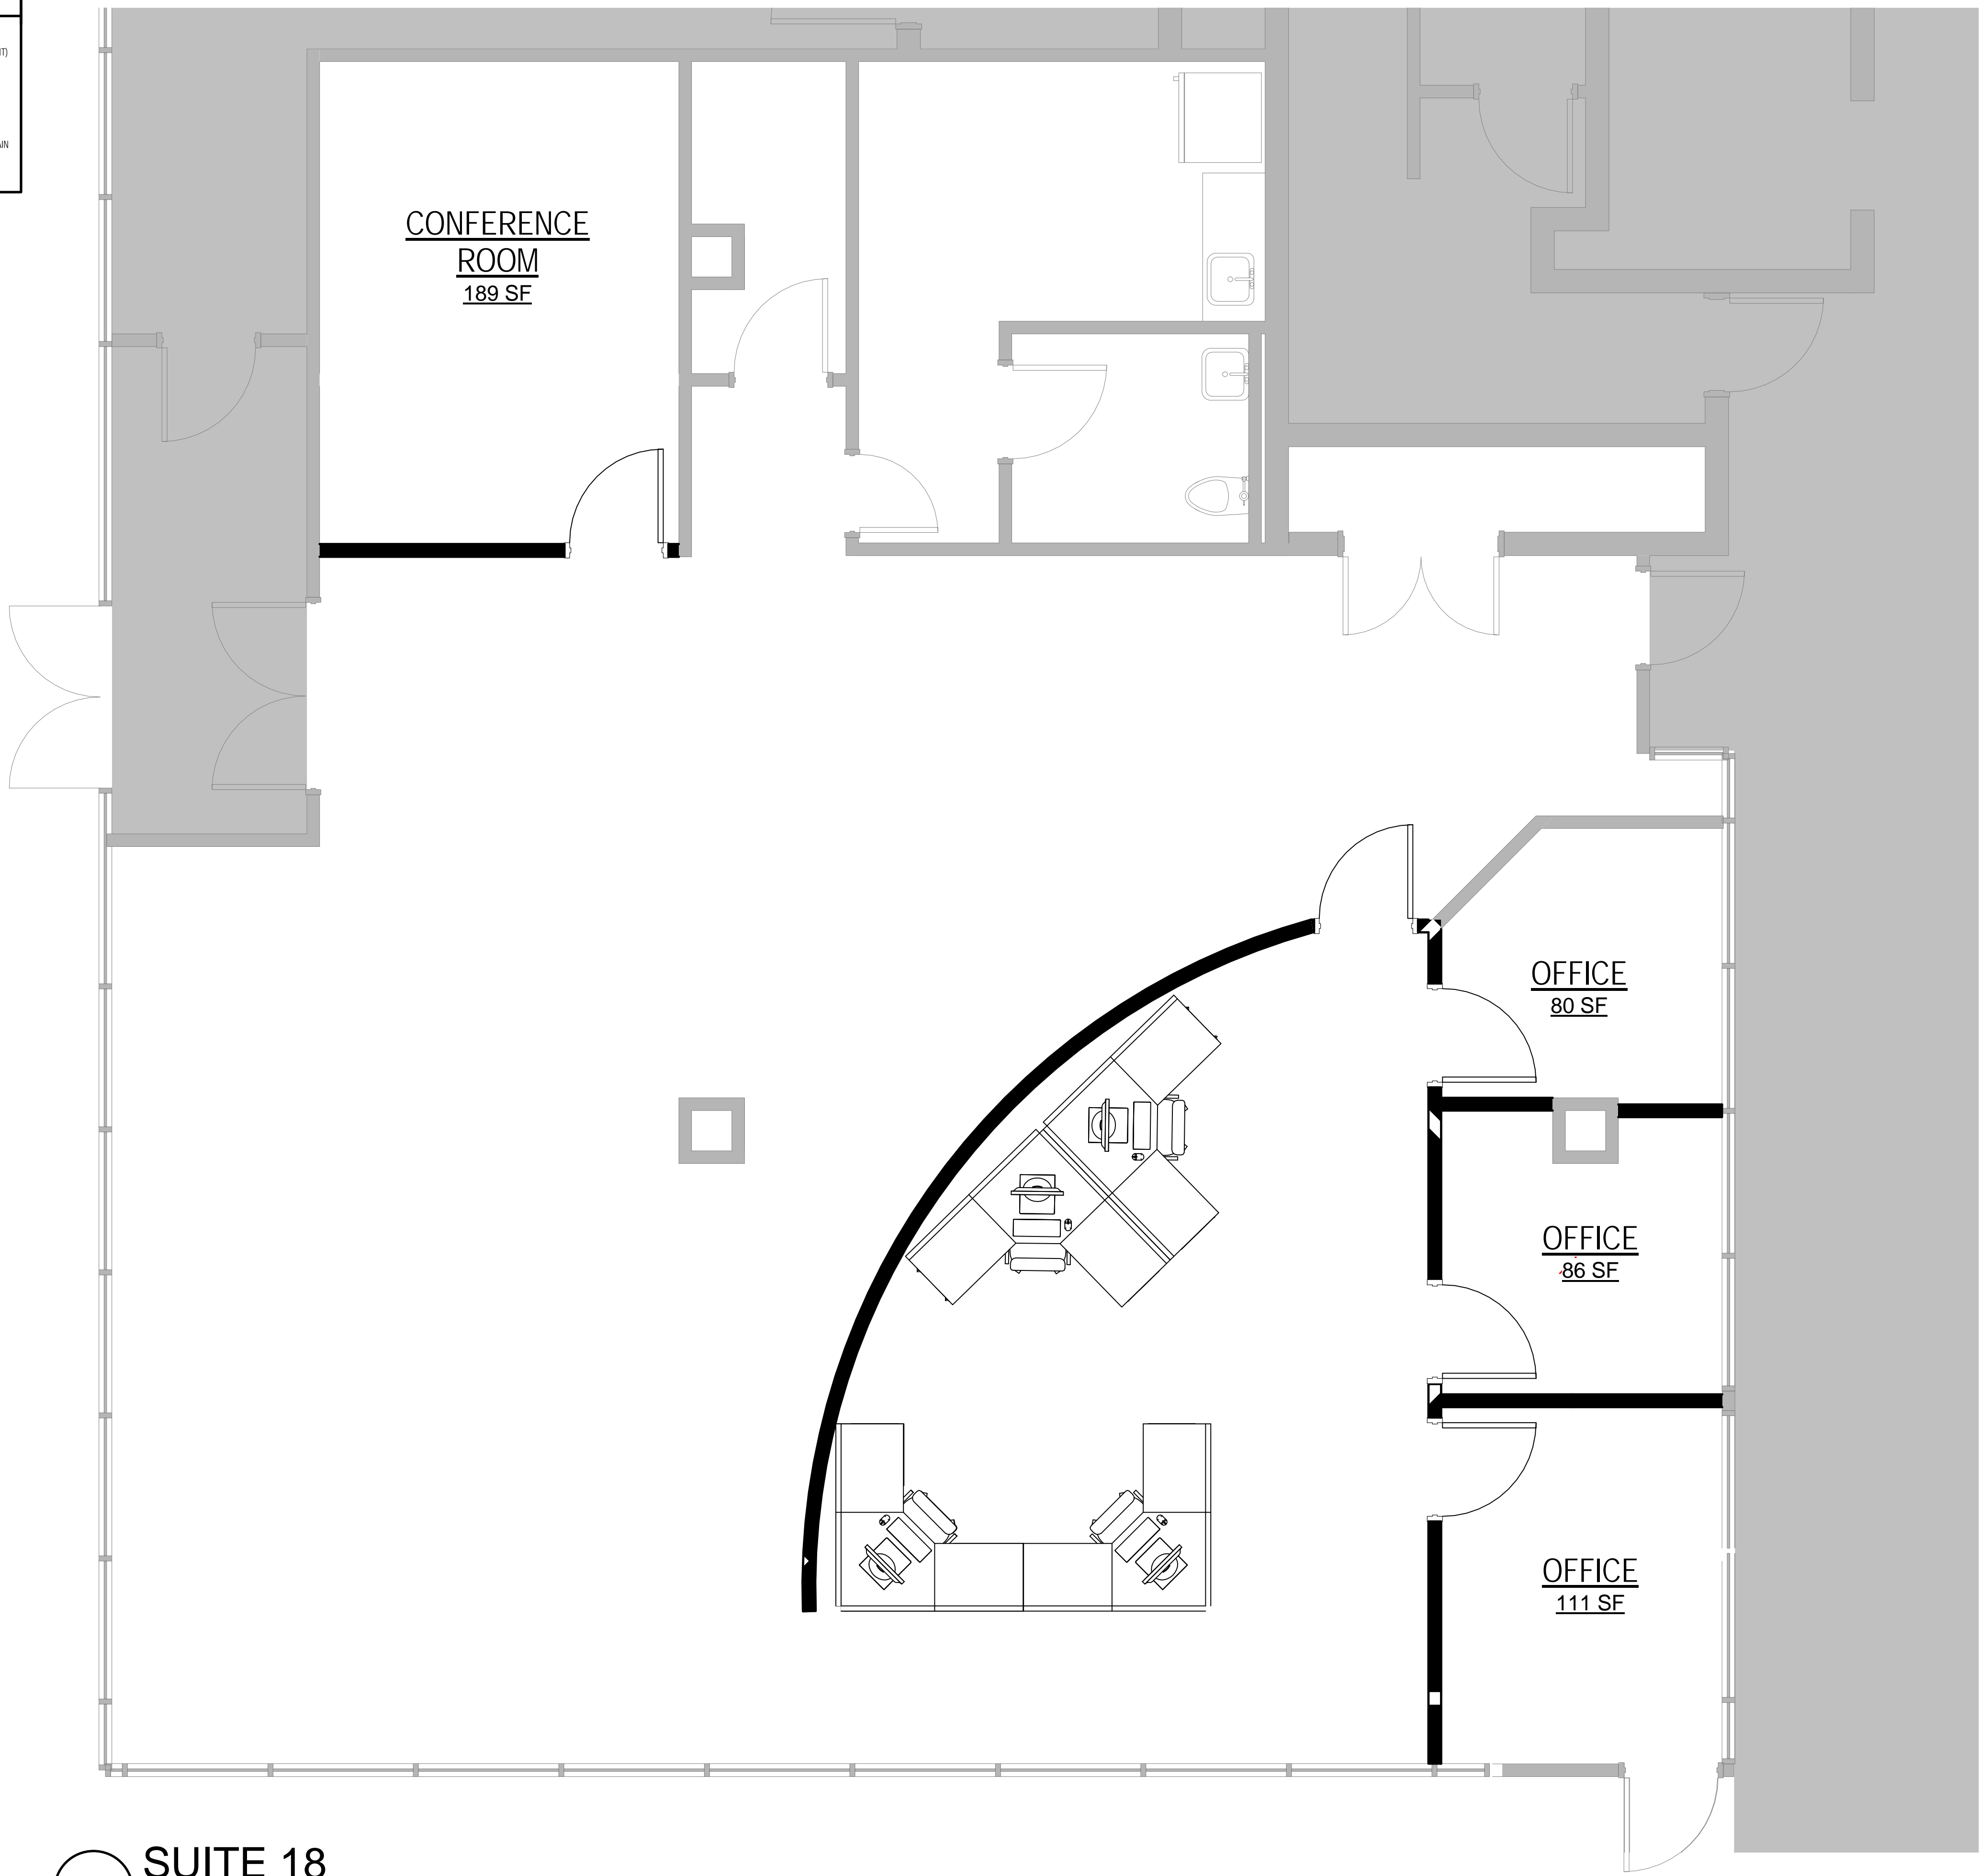 CONFERENCE
ROOM
189 SF
OFFICE
80 SF
OFFICE
86 SF
OFFICE
111 SF
SUITE 18